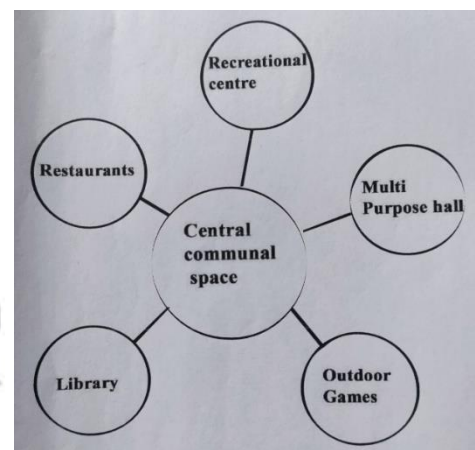 Recreational
centre
Restaurants
Multi
Purpose hall
Central
communal
space
Library
Outdoor
Games